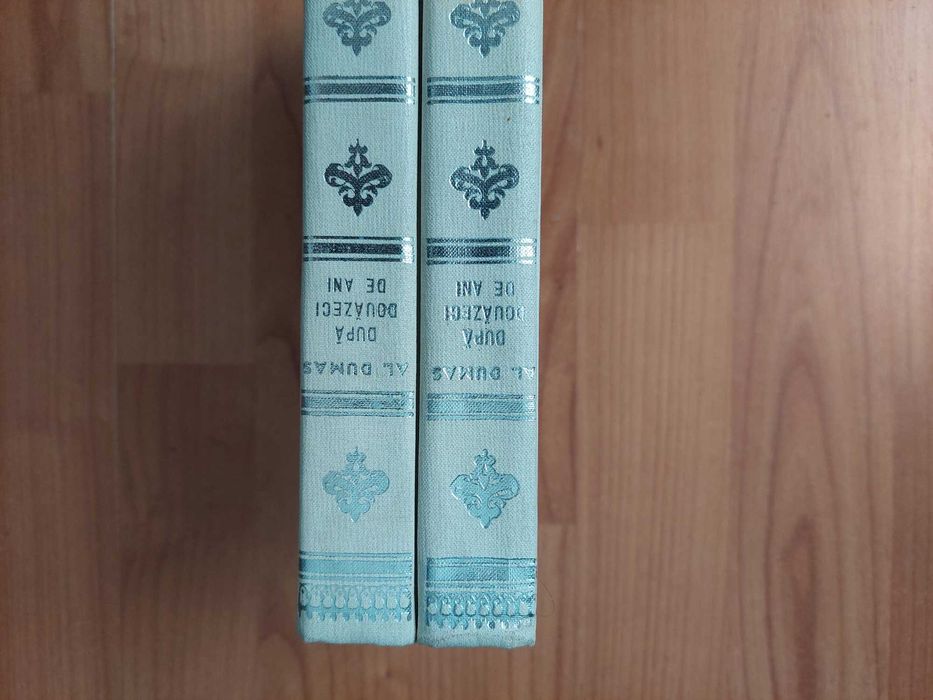 AL. DUMAS
DUPĂ
DOUĂZECI
DE ANI
AL. DUMAS
DUPĂ
DOUĂZECI
DE ANI